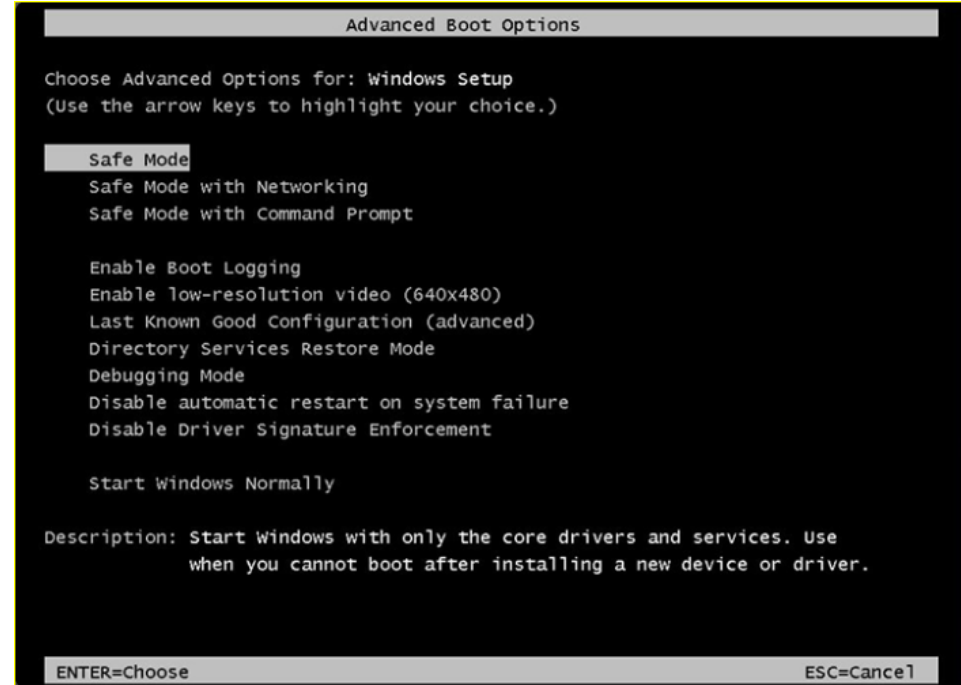 Advanced Boot Options
Choose Advanced Options for: Windows Setup
(Use the arrow keys to highlight your choice.)
Safe Mode
Safe Mode with Networking
Safe Mode with Command Prompt
Enable Boot Logging
Enable low-resolution video (640x480)
Last Known Good Configuration (advanced)
Directory Services Restore Mode
Debugging Mode
Disable automatic restart on system failure
Disable Driver Signature Enforcement
Start Windows Normally
Description: Start Windows with only the core drivers and services. Use
when you cannot boot after installing a new device or driver.
ENTER=Choose ESC=Cancel